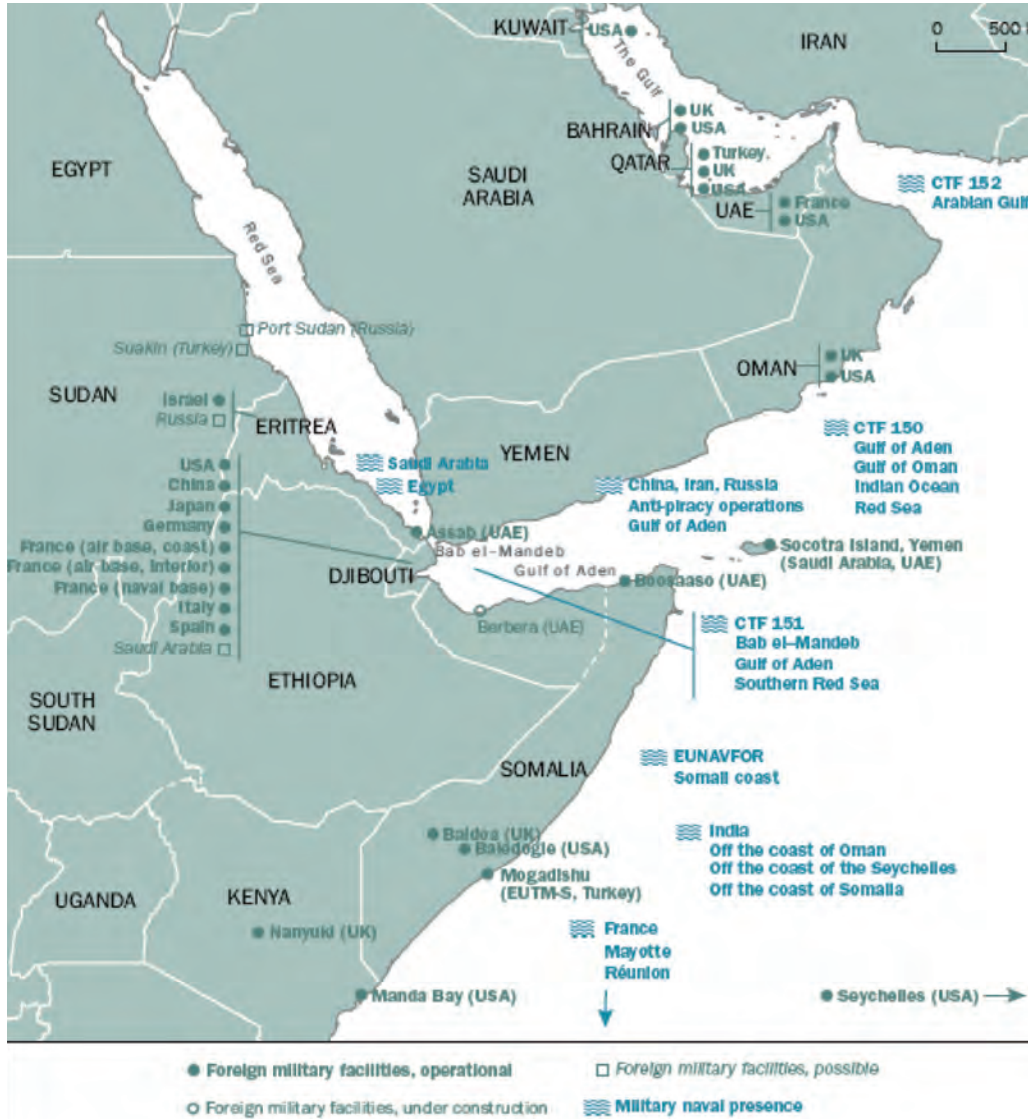 KUWAIT
USA
IRAN
0 500
The Gulf
UK
BAHRAIN
USA
QATAR
Turkey
UK
USA
EGYPT
SAUDI
ARABIA
UAE
France
USA
CTF 152
Arabian Gulf
Red Sea
Port Sudan (Russia)
Suakin (Turkey)
OMAN
UK
USA
SUDAN
Israel
Russia
ERITREA
YEMEN
CTF 150
Gulf of Aden
Gulf of Oman
Indian Ocean
Red Sea
Saudi Arabia
Egypt
China, Iran, Russia
Anti-piracy operations
Gulf of Aden
USA
China
Japan
Germany
France (air base, coast)
France (air base, interior)
France (naval base)
Italy
Spain
Saudi Arabia
Assab (UAE)
Bab el-Mandeb
Gulf of Aden
DJIBOUTI
Socotra Island, Yemen
(Saudi Arabia, UAE)
Boosaaso (UAE)
Berbera (UAE)
CTF 151
Bab el–Mandeb
Gulf of Aden
Southern Red Sea
ETHIOPIA
SOUTH
SUDAN
SOMALIA
EUNAVFOR
Somali coast
Baidoa (UK)
Baledogle (USA)
Mogadishu
(EUTM-S, Turkey)
India
Off the coast of Oman
Off the coast of the Seychelles
Off the coast of Somalia
UGANDA
KENYA
Nanyuki (UK)
France
Mayotte
Réunion
Manda Bay (USA)
Seychelles (USA)
Foreign military facilities, operational
Foreign military facilities, possible
Foreign military facilities, under construction
Military naval presence